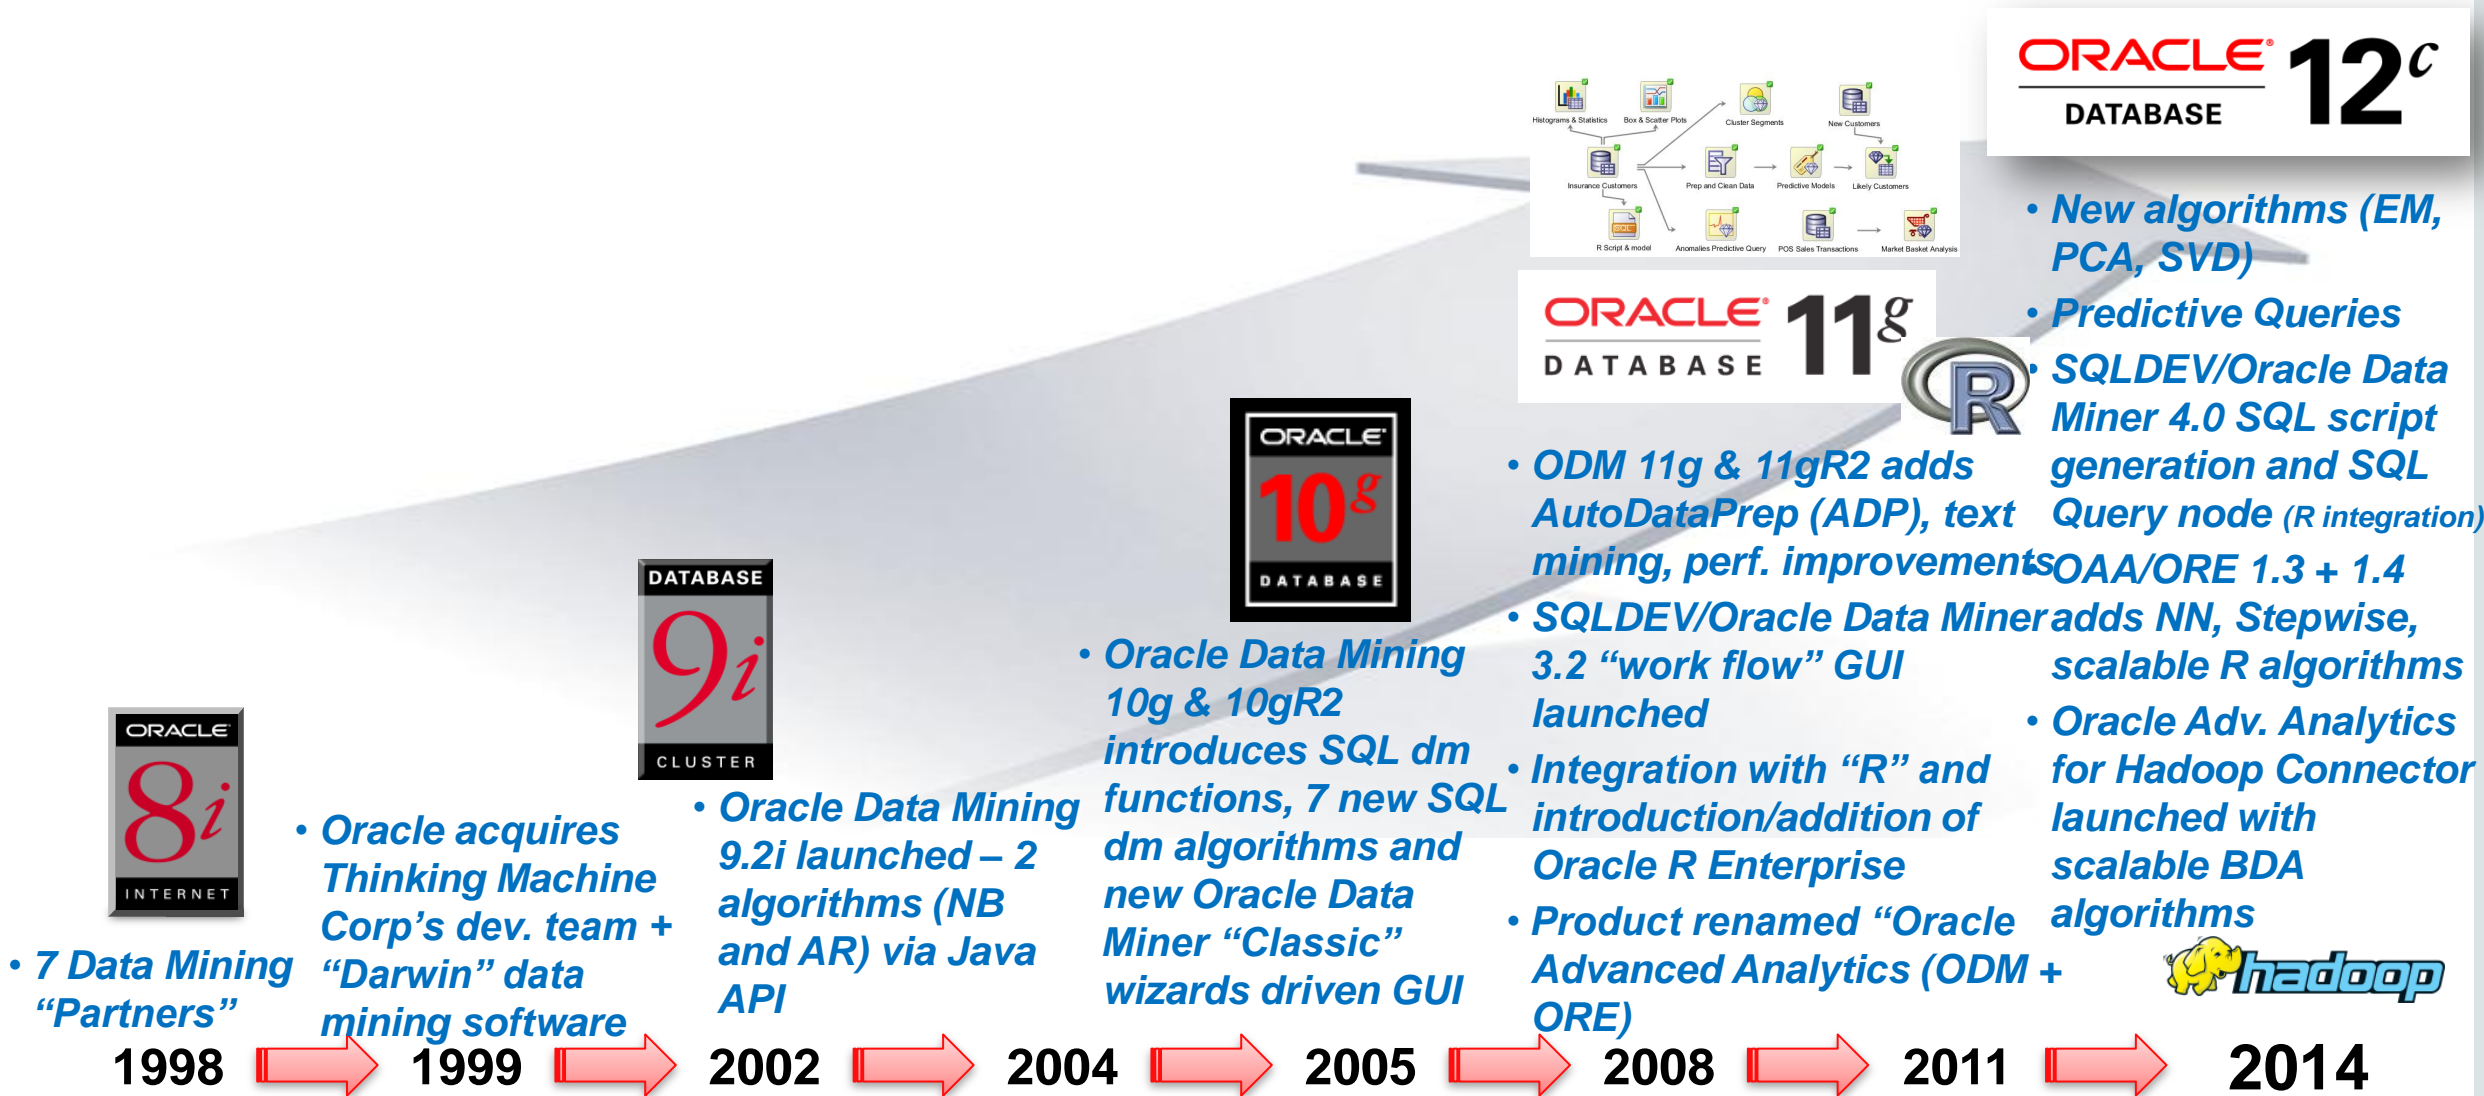 ORACLE
8i
INTERNET
• 7 Data Mining
“Partners”
• Oracle acquires
Thinking Machine
Corp’s dev. team +
“Darwin” data
mining software
DATABASE
9i
CLUSTER
• Oracle Data Mining
9.2i launched – 2
algorithms (NB
and AR) via Java
API
ORACLE
10g
DATABASE
• Oracle Data Mining
10g & 10gR2
introduces SQL dm
functions, 7 new SQL
dm algorithms and
new Oracle Data
Miner “Classic”
wizards driven GUI
Histograms & Statistics
Box & Scatter Plots
Cluster Segments
New Customers
Insurance Customers
Prep and Clean Data
Predictive Models
Likely Customers
SQL
R Script & model
Anomalies Predictive Query
POS Sales Transactions
Market Basket Analysis
ORACLE® 11g
DATABASE
R
• ODM 11g & 11gR2 adds
AutoDataPrep (ADP), text
mining, perf. improvements
• SQLDEV/Oracle Data Miner
3.2 “work flow” GUI
launched
• Integration with “R” and
introduction/addition of
Oracle R Enterprise
• Product renamed “Oracle
Advanced Analytics (ODM +
ORE)
ORACLE® 12c
DATABASE
• New algorithms (EM,
PCA, SVD)
• Predictive Queries
• SQLDEV/Oracle Data
Miner 4.0 SQL script
generation and SQL
Query node (R integration)
• OAA/ORE 1.3 + 1.4
adds NN, Stepwise,
scalable R algorithms
• Oracle Adv. Analytics
for Hadoop Connector
launched with
scalable BDA
algorithms
hadoop
1998
1999
2002
2004
2005
2008
2011
2014